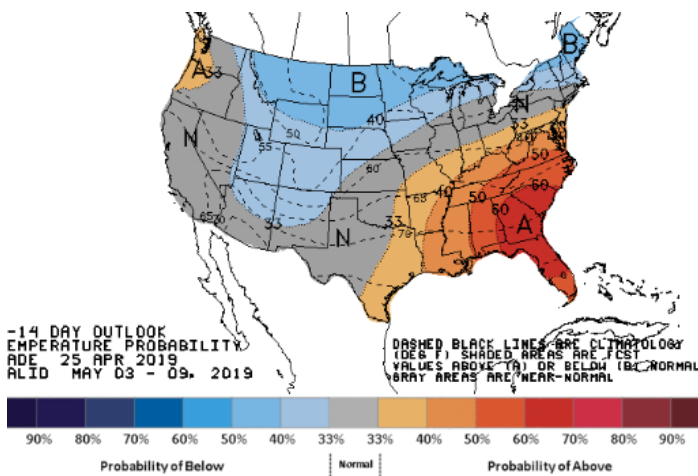 B
A 33
B
N
40
N
50
55
33
40
50
60
60
N
33
68
40
50
60
A
65 70
33
N
33
70
-14 DAY OUTLOOK
EMPERATURE PROBABILITY
ADE 25 APR 2019
ALID MAY 03 - 09, 2019
DASHED BLACK LINES ARE CLIMATOLOGY
(DEG F) SHADED AREAS ARE FCST
VALUES ABOVE (A) OR BELOW (B) NORMAL
GRAY AREAS ARE NEAR-NORMAL
90% 80% 70% 60% 50% 40% 33% 33% 40% 50% 60% 70% 80% 90%
Probability of Below Normal Probability of Above